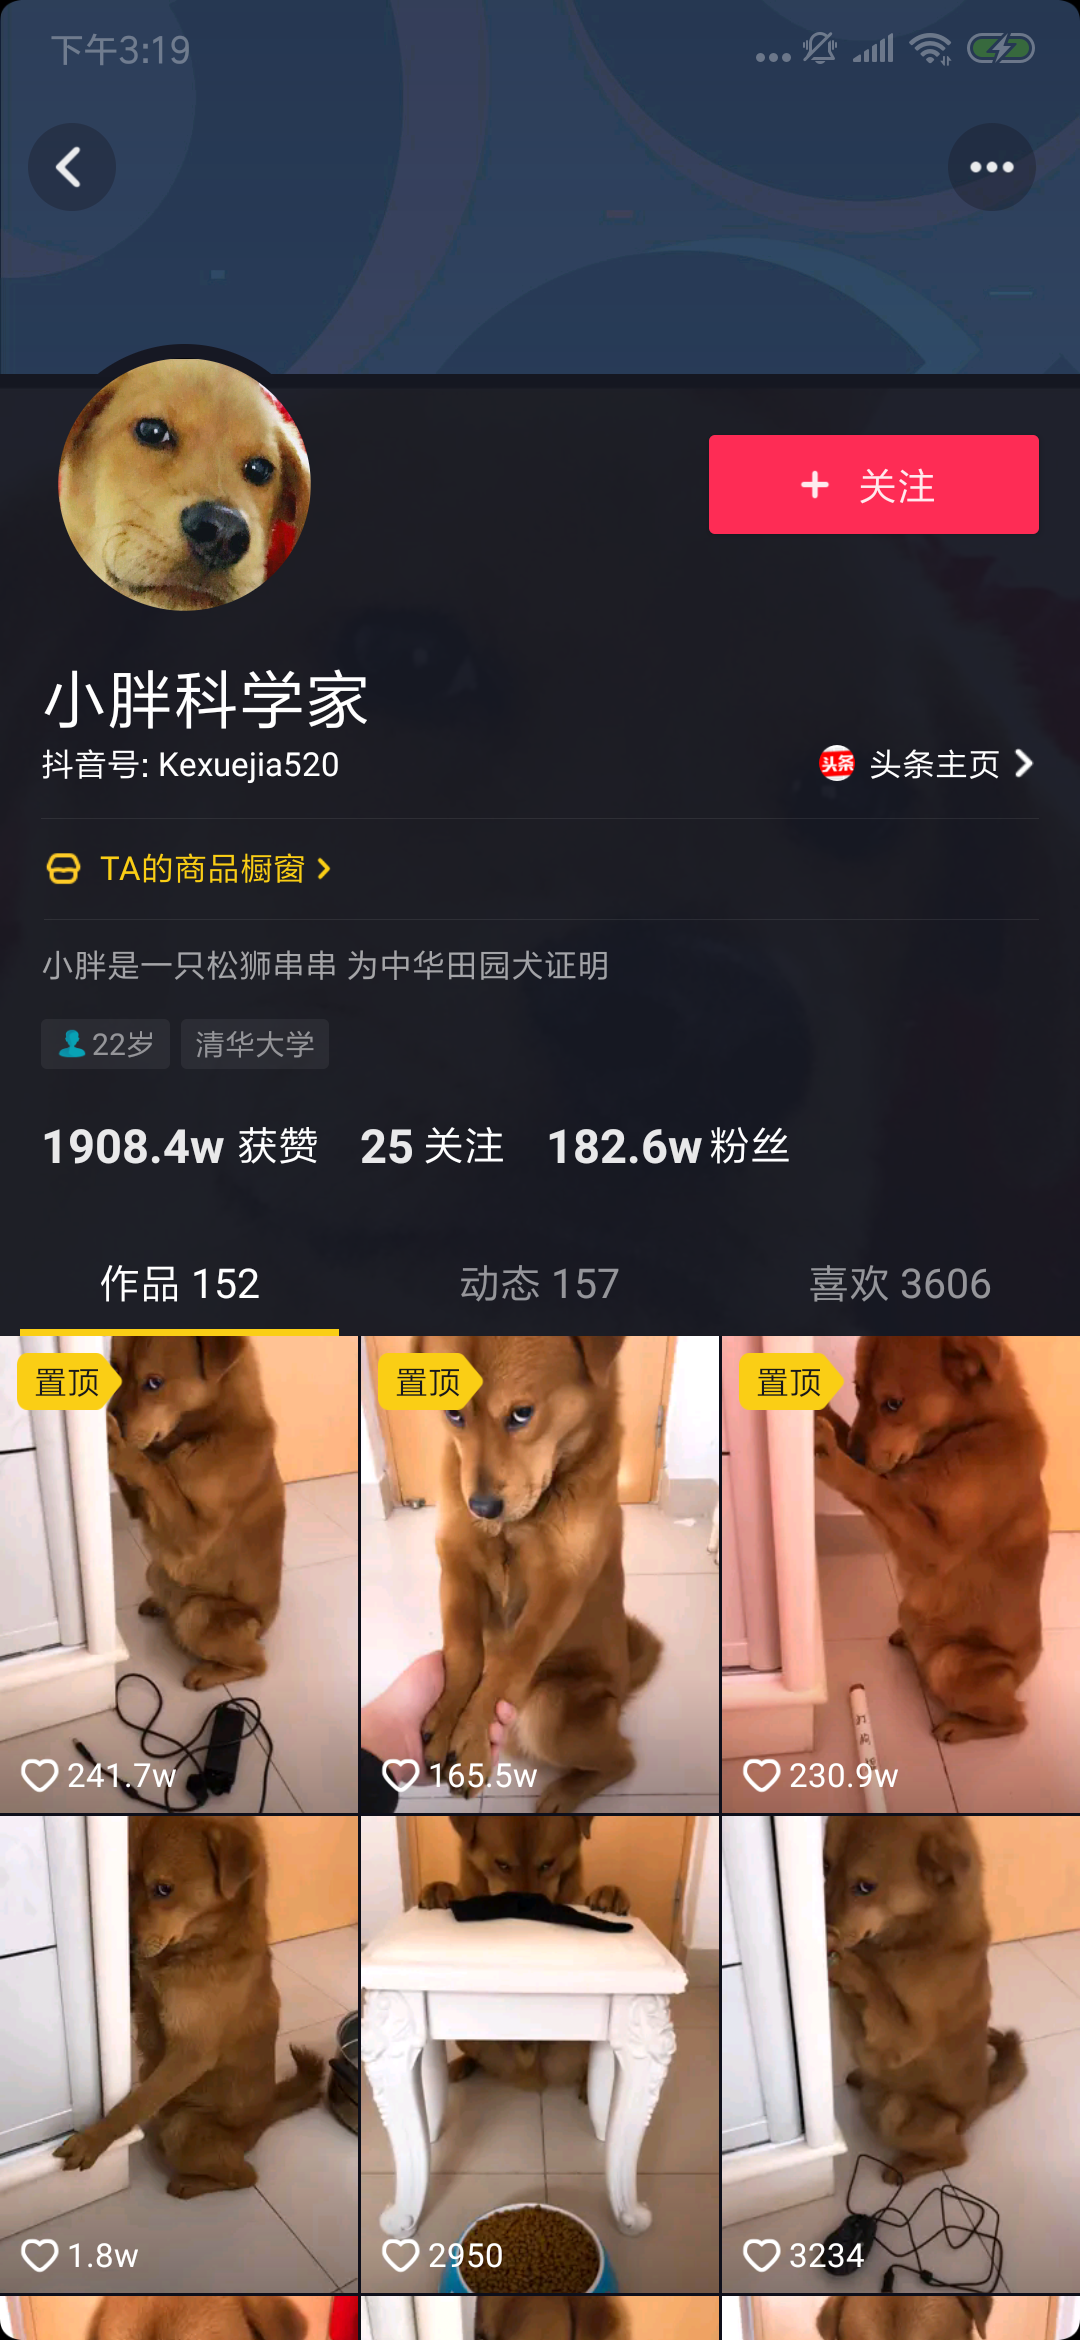 下午3:19
+ 关注
小胖科学家
抖音号: Kexuejia520
头条 头条主页
TA的商品橱窗
小胖是一只松狮串串 为中华田园犬证明
22岁 清华大学
1908.4w 获赞 25 关注 182.6w 粉丝
作品 152 动态 157 喜欢 3606
置顶 置顶 置顶
241.7w 165.5w 230.9w
1.8w 2950 3234